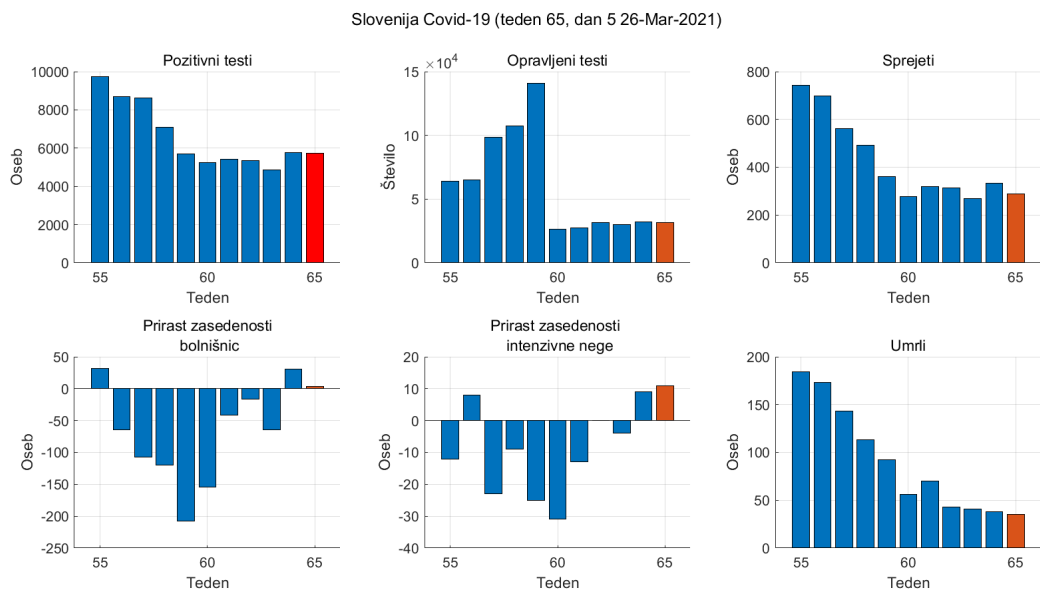 Slovenija Covid-19 (teden 65, dan 5 26-Mar-2021)
Pozitivni testi
10000
8000
6000
4000
2000
0
Oseb
55 60 65
Teden
Opravljeni testi
×10⁴
15
10
5
0
Število
55 60 65
Teden
Sprejeti
800
600
400
200
0
Oseb
55 60 65
Teden
Prirast zasedenosti
bolnišnic
50
0
-50
-100
-150
-200
-250
Oseb
55 60 65
Teden
Prirast zasedenosti
intenzivne nege
20
10
0
-10
-20
-30
-40
Oseb
55 60 65
Teden
Umrli
200
150
100
50
0
Oseb
55 60 65
Teden